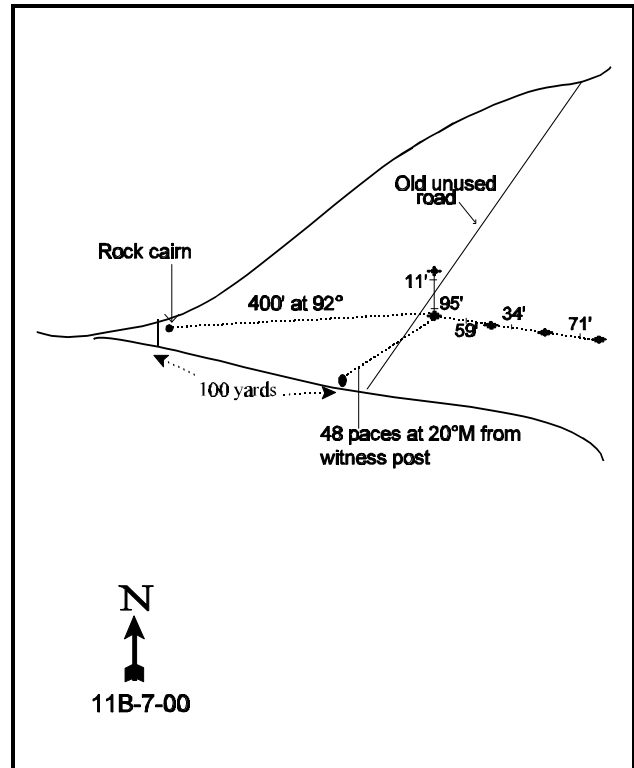 Old unused
road
Rock cairn
11'
400' at 92°
95'
59'
34'
71'
100 yards
48 paces at 20°M from
witness post
N
11B-7-00